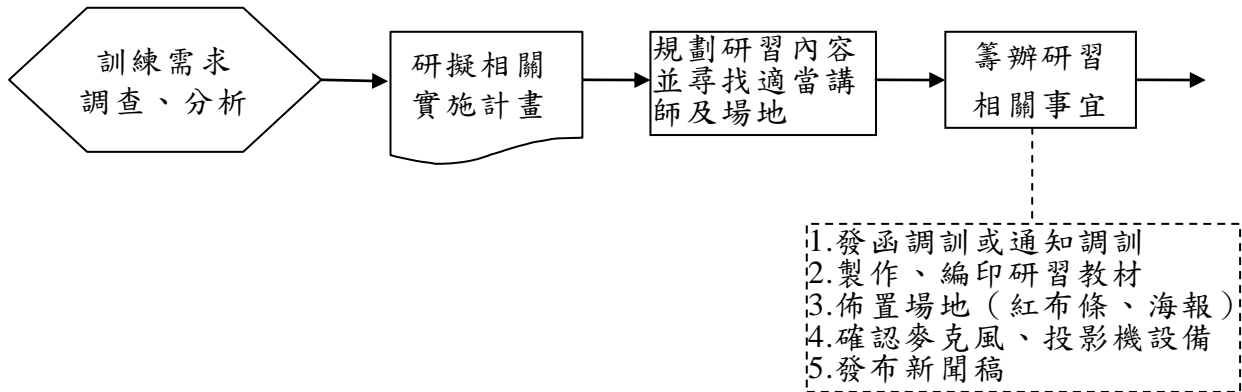 訓練需求
調查、分析
研擬相關
實施計畫
規劃研習內容
並尋找適當講
師及場地
籌辦研習
相關事宜
1.發函調訓或通知調訓
2.製作、編印研習教材
3.佈置場地（紅布條、海報）
4.確認麥克風、投影機設備
5.發布新聞稿